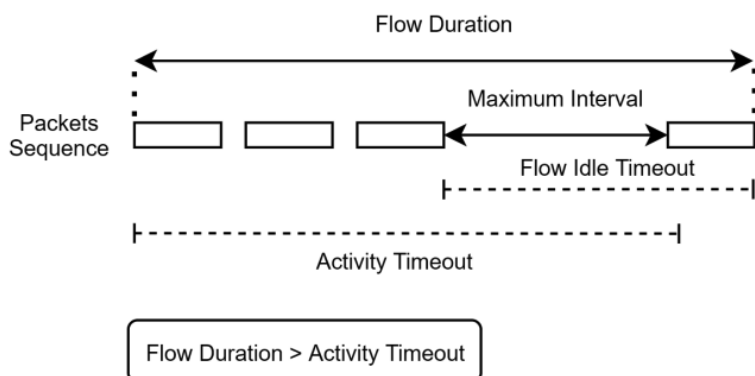 Flow Duration
Maximum Interval
Packets
Sequence
Flow Idle Timeout
Activity Timeout
Flow Duration > Activity Timeout